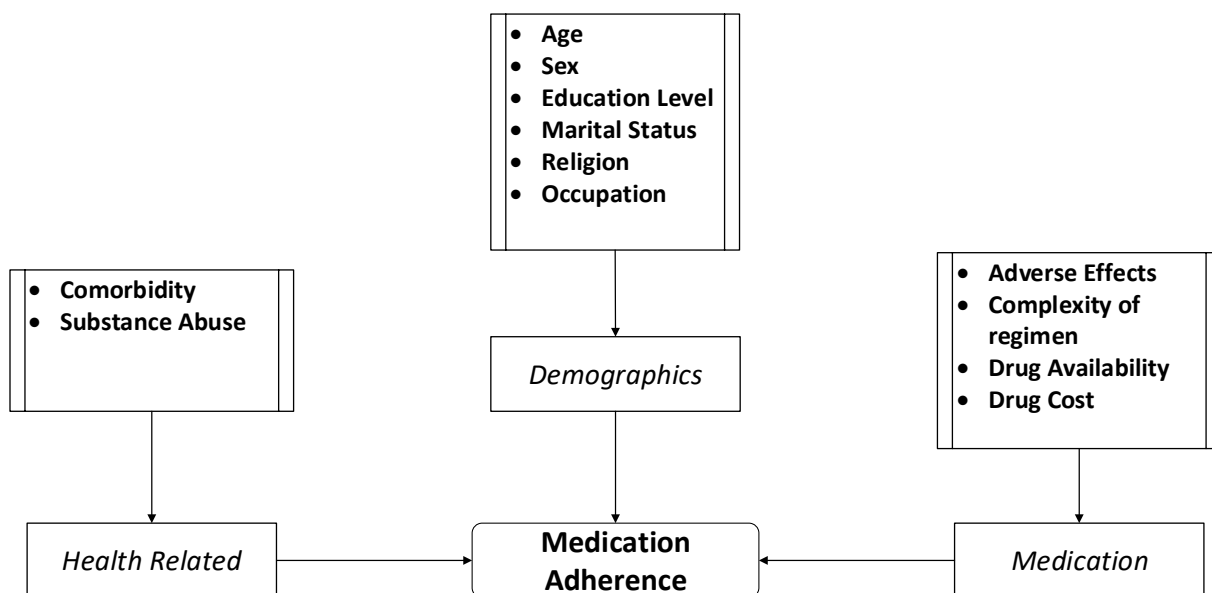 • Age
• Sex
• Education Level
• Marital Status
• Religion
• Occupation
• Comorbidity
• Substance Abuse
• Adverse Effects
• Complexity of
regimen
• Drug Availability
• Drug Cost
Demographics
Health Related
Medication
Adherence
Medication